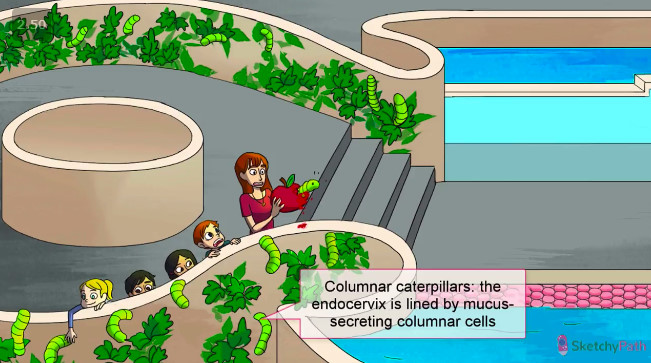 2.50
Columnar caterpillars: the
endocervix is lined by mucus-
secreting columnar cells
SketchyPath